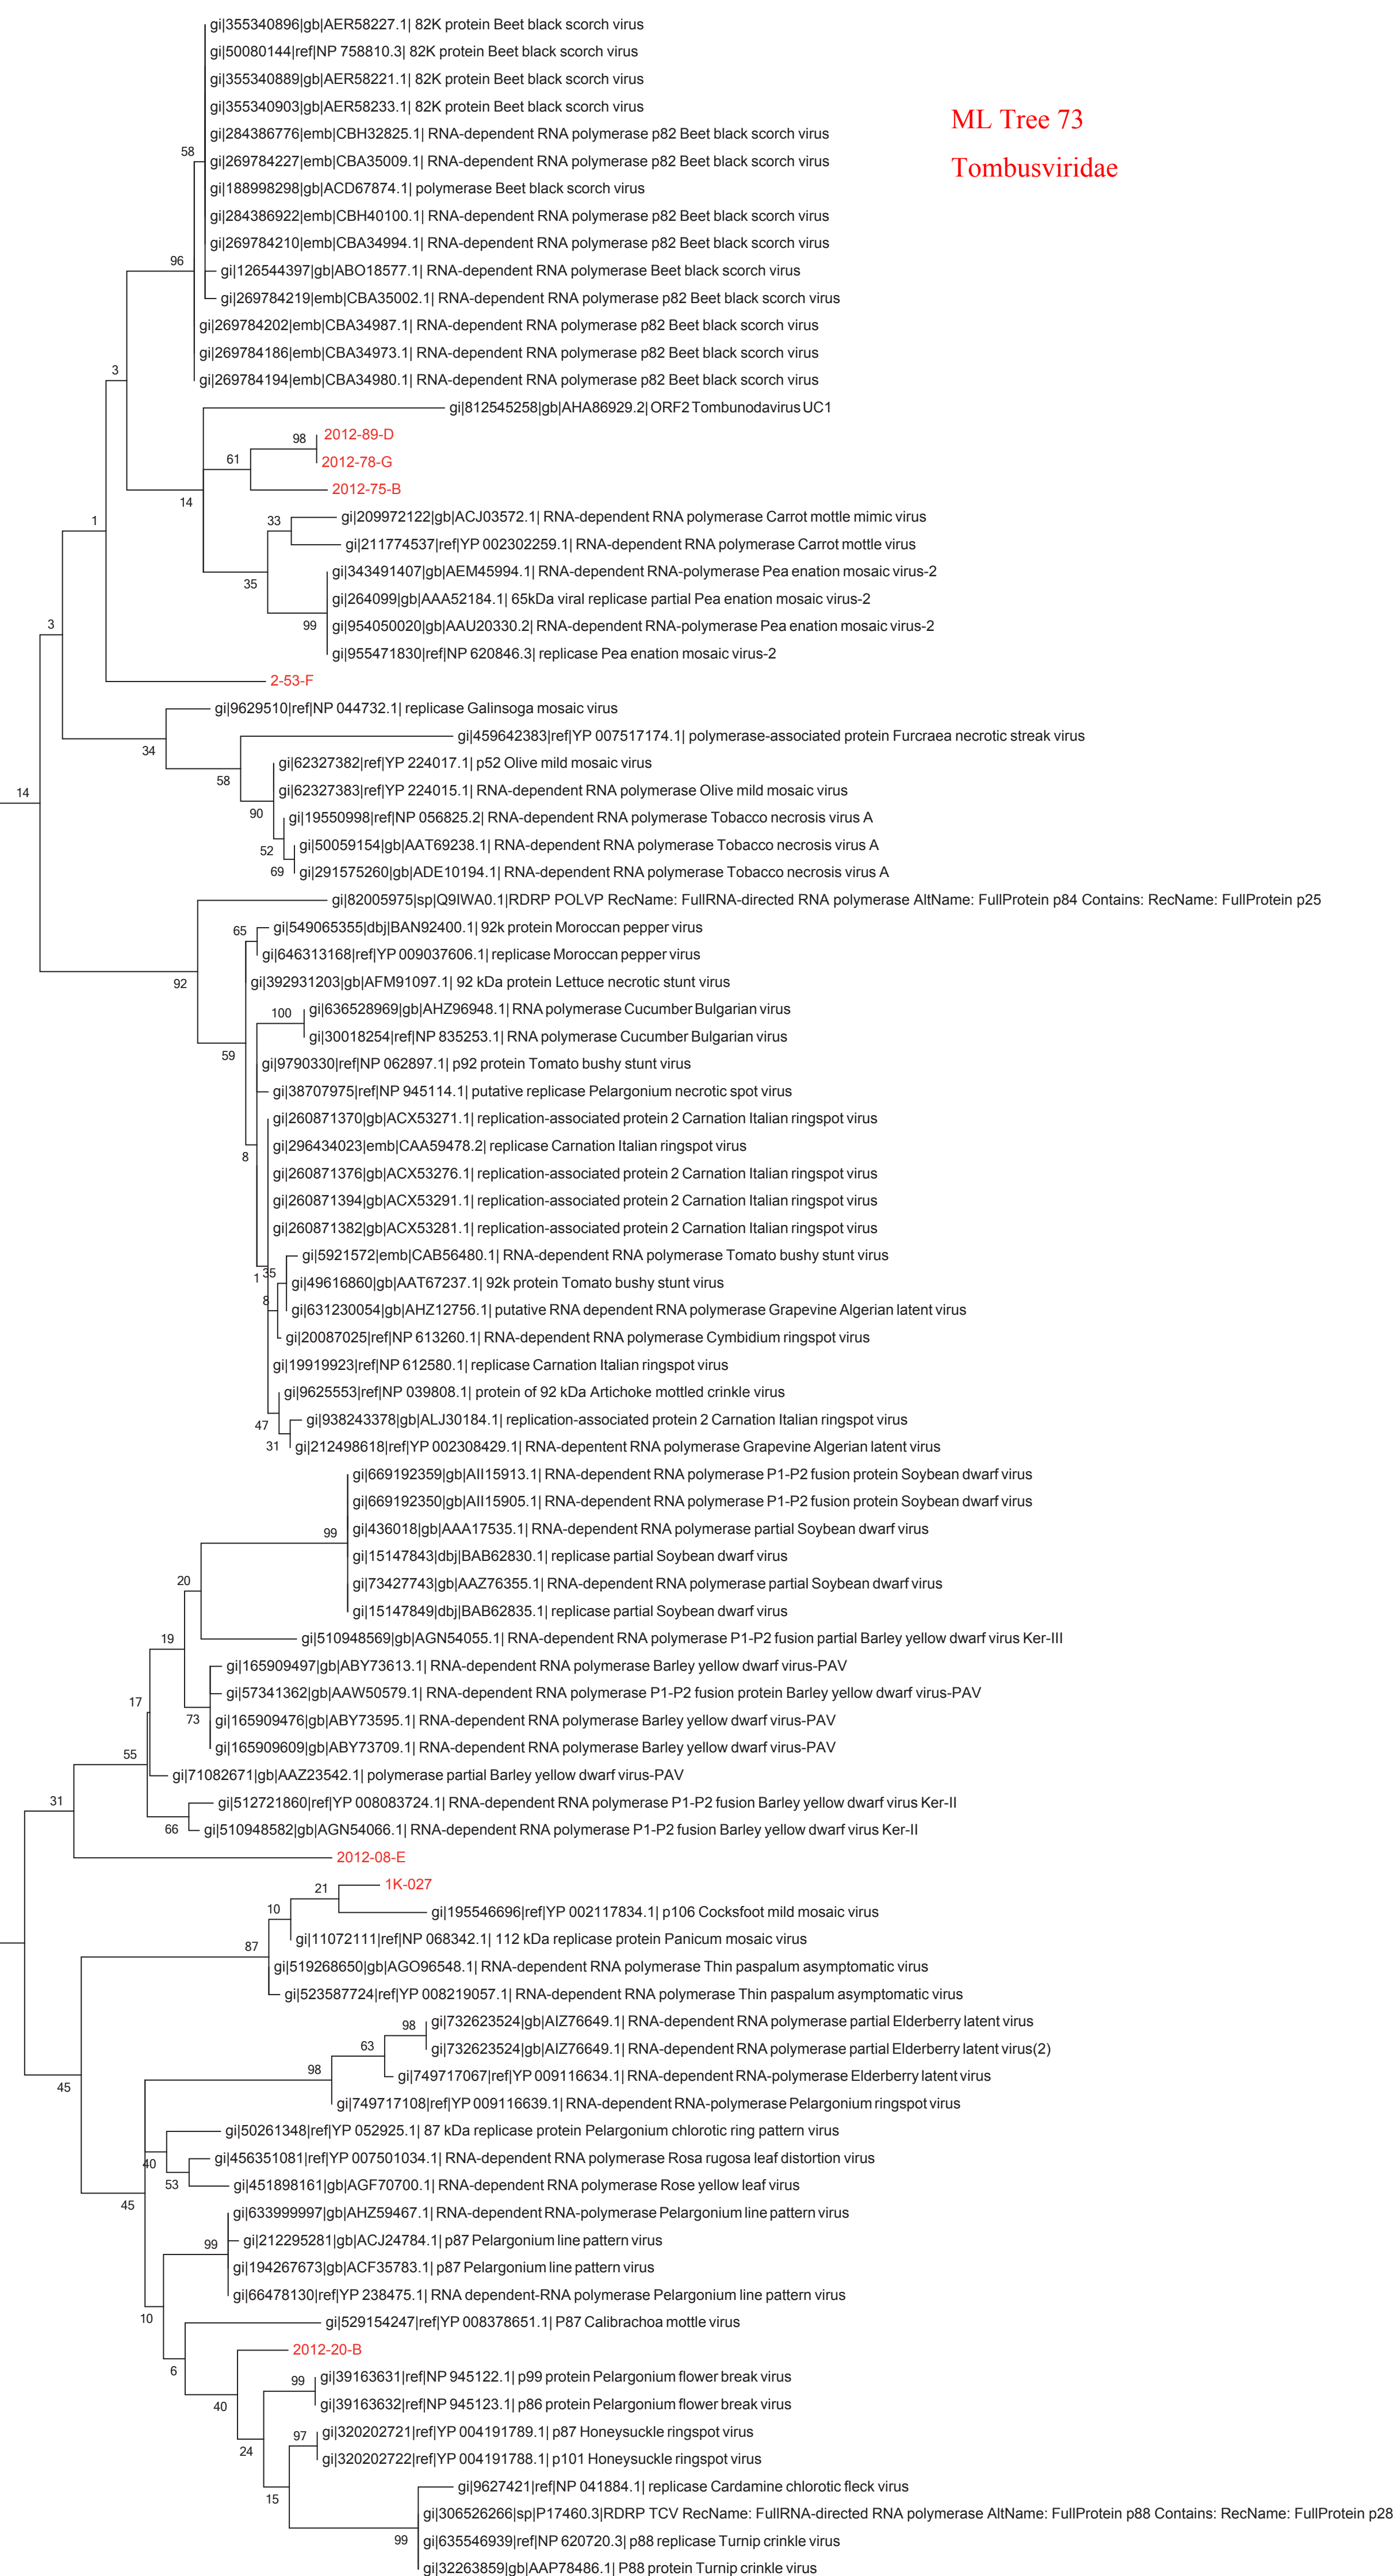 gi|355340896|gb|AER58227.1| 82K protein Beet black scorch virus
gi|50080144|ref|NP 758810.3| 82K protein Beet black scorch virus
gi|355340889|gb|AER58221.1| 82K protein Beet black scorch virus
gi|355340903|gb|AER58233.1| 82K protein Beet black scorch virus
ML Tree 73
gi|284386776|emb|CBH32825.1| RNA-dependent RNA polymerase p82 Beet black scorch virus
58
gi|269784227|emb|CBA35009.1| RNA-dependent RNA polymerase p82 Beet black scorch virus
Tombusviridae
gi|188998298|gb|ACD67874.1| polymerase Beet black scorch virus
gi|284386922|emb|CBH40100.1| RNA-dependent RNA polymerase p82 Beet black scorch virus
gi|269784210|emb|CBA34994.1| RNA-dependent RNA polymerase p82 Beet black scorch virus
96
gi|126544397|gb|ABO18577.1| RNA-dependent RNA polymerase Beet black scorch virus
gi|269784219|emb|CBA35002.1| RNA-dependent RNA polymerase p82 Beet black scorch virus
gi|269784202|emb|CBA34987.1| RNA-dependent RNA polymerase p82 Beet black scorch virus
gi|269784186|emb|CBA34973.1| RNA-dependent RNA polymerase p82 Beet black scorch virus
3
gi|269784194|emb|CBA34980.1| RNA-dependent RNA polymerase p82 Beet black scorch virus
gi|812545258|gb|AHA86929.2| ORF2 Tombunodavirus UC1
98
2012-89-D
61
2012-78-G
2012-75-B
14
1
33
gi|209972122|gb|ACJ03572.1| RNA-dependent RNA polymerase Carrot mottle mimic virus
gi|211774537|ref|YP 002302259.1| RNA-dependent RNA polymerase Carrot mottle virus
gi|343491407|gb|AEM45994.1| RNA-dependent RNA-polymerase Pea enation mosaic virus-2
35
gi|264099|gb|AAA52184.1| 65kDa viral replicase partial Pea enation mosaic virus-2
3
99
gi|954050020|gb|AAU20330.2| RNA-dependent RNA-polymerase Pea enation mosaic virus-2
gi|955471830|ref|NP 620846.3| replicase Pea enation mosaic virus-2
2-53-F
gi|9629510|ref|NP 044732.1| replicase Galinsoga mosaic virus
gi|459642383|ref|YP 007517174.1| polymerase-associated protein Furcraea necrotic streak virus
34
gi|62327382|ref|YP 224017.1| p52 Olive mild mosaic virus
58
14
gi|62327383|ref|YP 224015.1| RNA-dependent RNA polymerase Olive mild mosaic virus
90
gi|19550998|ref|NP 056825.2| RNA-dependent RNA polymerase Tobacco necrosis virus A
gi|50059154|gb|AAT69238.1| RNA-dependent RNA polymerase Tobacco necrosis virus A
52
69
gi|291575260|gb|ADE10194.1| RNA-dependent RNA polymerase Tobacco necrosis virus A
gi|82005975|sp|Q9IWA0.1|RDRP POLVP RecName: FullRNA-directed RNA polymerase AltName: FullProtein p84 Contains: RecName: FullProtein p25
65
gi|549065355|dbj|BAN92400.1| 92k protein Moroccan pepper virus
gi|646313168|ref|YP 009037606.1| replicase Moroccan pepper virus
92
gi|392931203|gb|AFM91097.1| 92 kDa protein Lettuce necrotic stunt virus
100
gi|636528969|gb|AHZ96948.1| RNA polymerase Cucumber Bulgarian virus
gi|30018254|ref|NP 835253.1| RNA polymerase Cucumber Bulgarian virus
59
gi|9790330|ref|NP 062897.1| p92 protein Tomato bushy stunt virus
gi|38707975|ref|NP 945114.1| putative replicase Pelargonium necrotic spot virus
gi|260871370|gb|ACX53271.1| replication-associated protein 2 Carnation Italian ringspot virus
gi|296434023|emb|CAA59478.2| replicase Carnation Italian ringspot virus
8
gi|260871376|gb|ACX53276.1| replication-associated protein 2 Carnation Italian ringspot virus
gi|260871394|gb|ACX53291.1| replication-associated protein 2 Carnation Italian ringspot virus
gi|260871382|gb|ACX53281.1| replication-associated protein 2 Carnation Italian ringspot virus
gi|5921572|emb|CAB56480.1| RNA-dependent RNA polymerase Tomato bushy stunt virus
1
35
gi|49616860|gb|AAT67237.1| 92k protein Tomato bushy stunt virus
8
gi|631230054|gb|AHZ12756.1| putative RNA dependent RNA polymerase Grapevine Algerian latent virus
gi|20087025|ref|NP 613260.1| RNA-dependent RNA polymerase Cymbidium ringspot virus
gi|19919923|ref|NP 612580.1| replicase Carnation Italian ringspot virus
gi|9625553|ref|NP 039808.1| protein of 92 kDa Artichoke mottled crinkle virus
47
gi|938243378|gb|ALJ30184.1| replication-associated protein 2 Carnation Italian ringspot virus
31
gi|212498618|ref|YP 002308429.1| RNA-depentent RNA polymerase Grapevine Algerian latent virus
gi|669192359|gb|AII15913.1| RNA-dependent RNA polymerase P1-P2 fusion protein Soybean dwarf virus
gi|669192350|gb|AII15905.1| RNA-dependent RNA polymerase P1-P2 fusion protein Soybean dwarf virus
99
gi|436018|gb|AAA17535.1| RNA-dependent RNA polymerase partial Soybean dwarf virus
gi|15147843|dbj|BAB62830.1| replicase partial Soybean dwarf virus
20
gi|73427743|gb|AAZ76355.1| RNA-dependent RNA polymerase partial Soybean dwarf virus
gi|15147849|dbj|BAB62835.1| replicase partial Soybean dwarf virus
19
gi|510948569|gb|AGN54055.1| RNA-dependent RNA polymerase P1-P2 fusion partial Barley yellow dwarf virus Ker-III
gi|165909497|gb|ABY73613.1| RNA-dependent RNA polymerase Barley yellow dwarf virus-PAV
17
gi|57341362|gb|AAW50579.1| RNA-dependent RNA polymerase P1-P2 fusion protein Barley yellow dwarf virus-PAV
73
gi|165909476|gb|ABY73595.1| RNA-dependent RNA polymerase Barley yellow dwarf virus-PAV
55
gi|165909609|gb|ABY73709.1| RNA-dependent RNA polymerase Barley yellow dwarf virus-PAV
gi|71082671|gb|AAZ23542.1| polymerase partial Barley yellow dwarf virus-PAV
31
gi|512721860|ref|YP 008083724.1| RNA-dependent RNA polymerase P1-P2 fusion Barley yellow dwarf virus Ker-II
66
gi|510948582|gb|AGN54066.1| RNA-dependent RNA polymerase P1-P2 fusion Barley yellow dwarf virus Ker-II
2012-08-E
21
1K-027
10
gi|195546696|ref|YP 002117834.1| p106 Cocksfoot mild mosaic virus
gi|11072111|ref|NP 068342.1| 112 kDa replicase protein Panicum mosaic virus
87
gi|519268650|gb|AGO96548.1| RNA-dependent RNA polymerase Thin paspalum asymptomatic virus
gi|523587724|ref|YP 008219057.1| RNA-dependent RNA polymerase Thin paspalum asymptomatic virus
98
gi|732623524|gb|AIZ76649.1| RNA-dependent RNA polymerase partial Elderberry latent virus
63
gi|732623524|gb|AIZ76649.1| RNA-dependent RNA polymerase partial Elderberry latent virus(2)
98
gi|749717067|ref|YP 009116634.1| RNA-dependent RNA-polymerase Elderberry latent virus
45
gi|749717108|ref|YP 009116639.1| RNA-dependent RNA-polymerase Pelargonium ringspot virus
gi|50261348|ref|YP 052925.1| 87 kDa replicase protein Pelargonium chlorotic ring pattern virus
40
gi|456351081|ref|YP 007501034.1| RNA-dependent RNA polymerase Rosa rugosa leaf distortion virus
53
gi|451898161|gb|AGF70700.1| RNA-dependent RNA polymerase Rose yellow leaf virus
45
gi|633999997|gb|AHZ59467.1| RNA-dependent RNA-polymerase Pelargonium line pattern virus
99
gi|212295281|gb|ACJ24784.1| p87 Pelargonium line pattern virus
gi|194267673|gb|ACF35783.1| p87 Pelargonium line pattern virus
gi|66478130|ref|YP 238475.1| RNA dependent-RNA polymerase Pelargonium line pattern virus
10
gi|529154247|ref|YP 008378651.1| P87 Calibrachoa mottle virus
2012-20-B
6
99
gi|39163631|ref|NP 945122.1| p99 protein Pelargonium flower break virus
40
gi|39163632|ref|NP 945123.1| p86 protein Pelargonium flower break virus
97
gi|320202721|ref|YP 004191789.1| p87 Honeysuckle ringspot virus
24
gi|320202722|ref|YP 004191788.1| p101 Honeysuckle ringspot virus
gi|9627421|ref|NP 041884.1| replicase Cardamine chlorotic fleck virus
15
gi|306526266|sp|P17460.3|RDRP TCV RecName: FullRNA-directed RNA polymerase AltName: FullProtein p88 Contains: RecName: FullProtein p28
99
gi|635546939|ref|NP 620720.3| p88 replicase Turnip crinkle virus
gi|32263859|gb|AAP78486.1| P88 protein Turnip crinkle virus